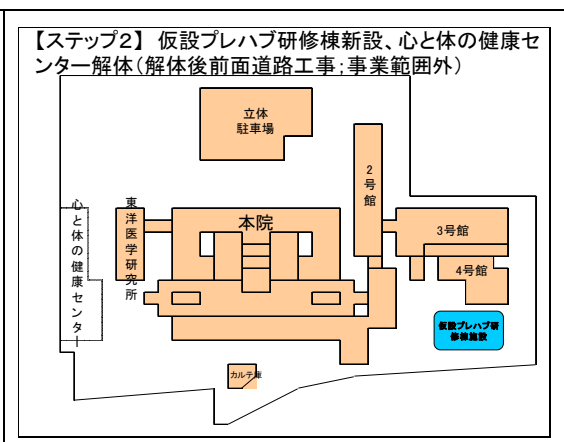 【ステップ2】 仮設プレハブ研修棟新設、心と体の健康セ
ンター解体(解体後前面道路工事;事業範囲外)
立体
駐車場
2号館
心と体の健康センター
東洋医学研究所
本院
3号館
4号館
仮設プレハブ研
修棟施設
カルテ庫